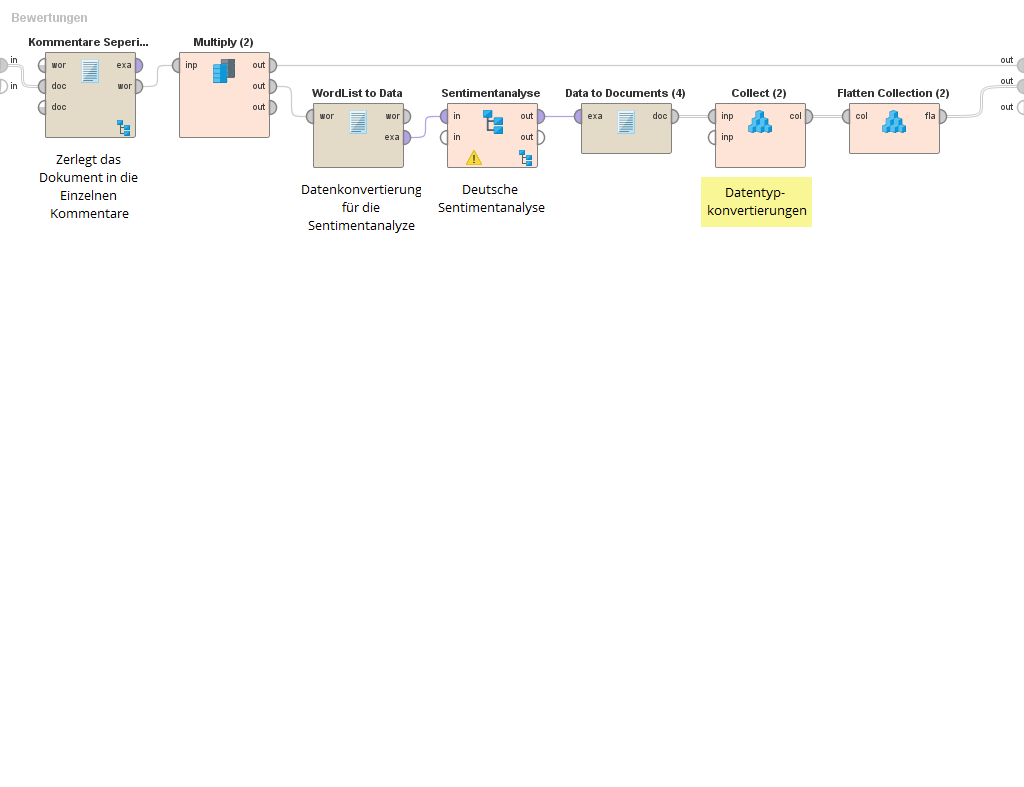 Bewertungen
Kommentare Seperi... Multiply (2)
in wor exa inp out out
in doc wor out out
doc out out
WordList to Data Sentimentanalyse Data to Documents (4) Collect (2) Flatten Collection (2)
wor wor in out exa doc inp col col fla
exa in out inp
Zerlegt das
Dokument in die
Einzelnen
Kommentare
Datenkonvertierung
für die
Sentimentanalyze
Deutsche
Sentimentanalyse
Datentyp-
konvertierungen